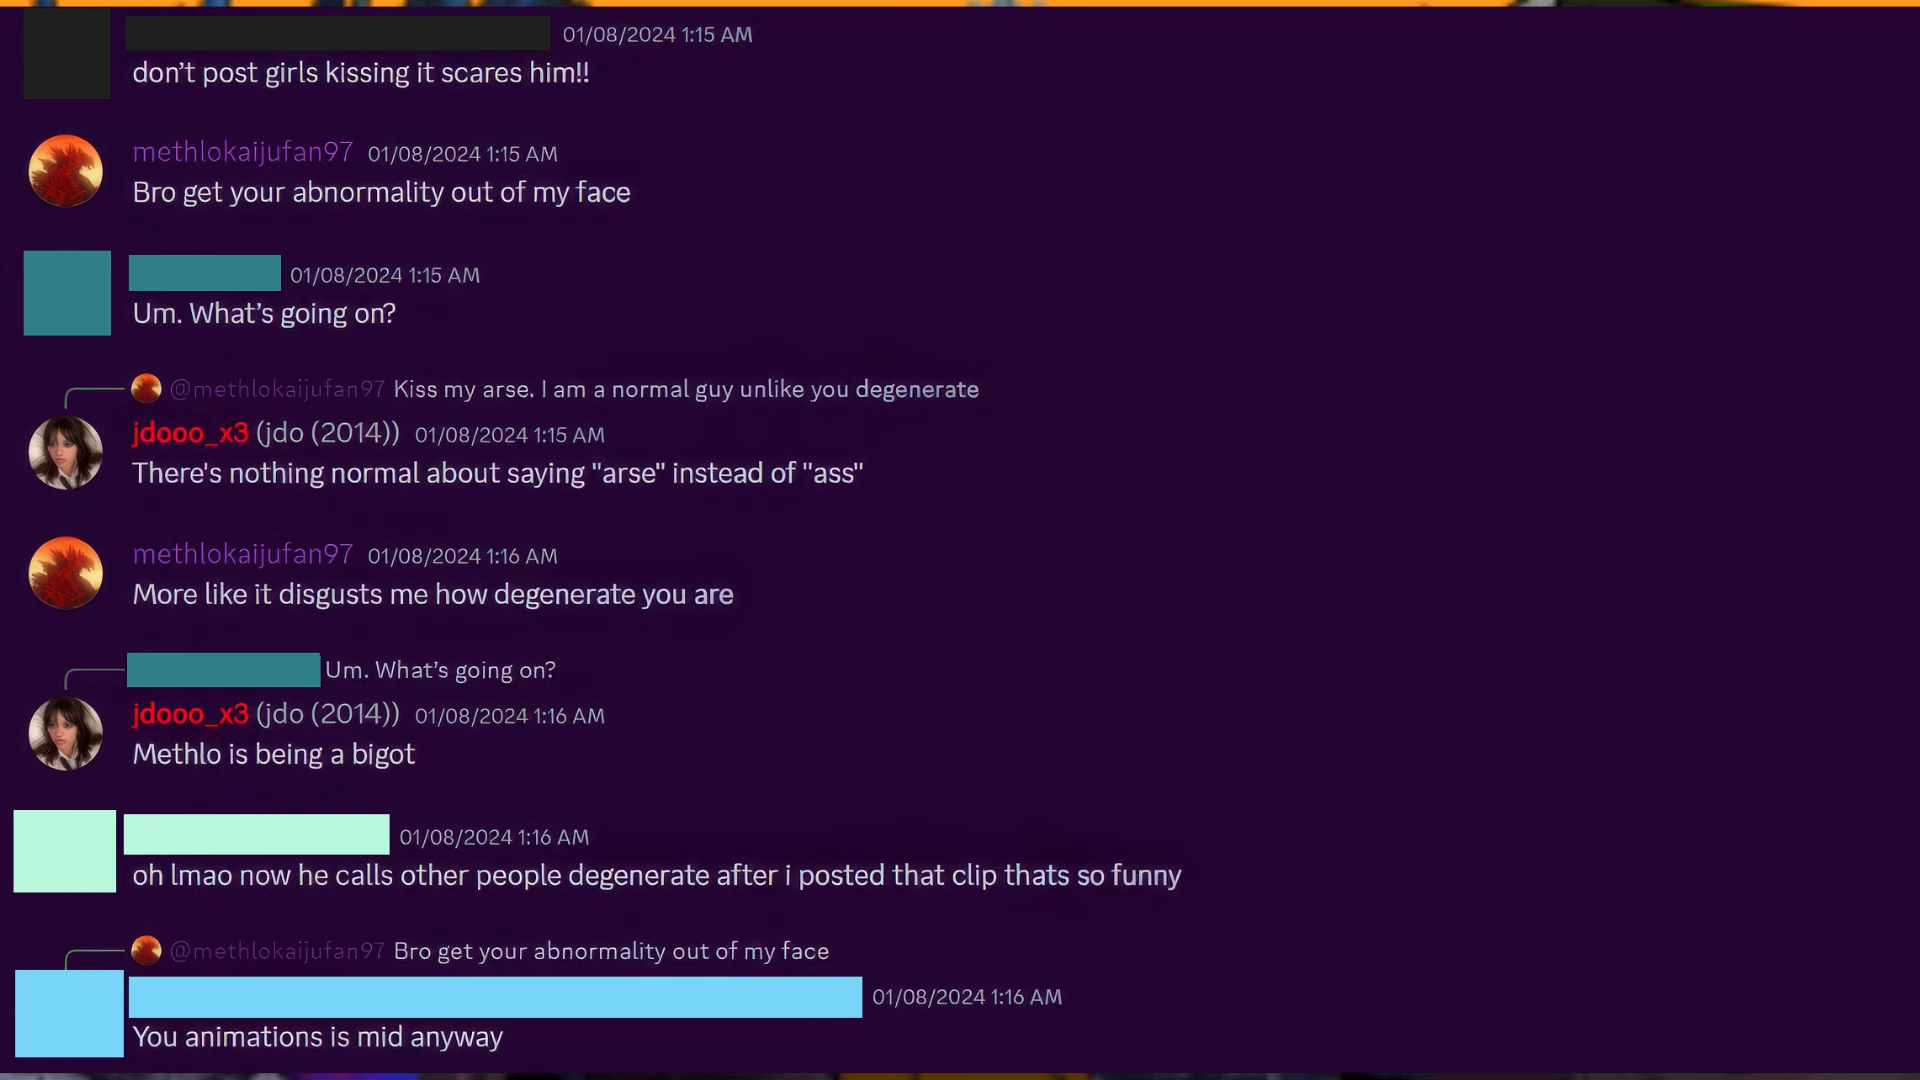 01/08/2024 1:15 AM
don’t post girls kissing it scares him!!
methlokaijufan97 01/08/2024 1:15 AM
Bro get your abnormality out of my face
01/08/2024 1:15 AM
Um. What’s going on?
@methlokaijufan97 Kiss my arse. I am a normal guy unlike you degenerate
jdooo_x3 (jdo (2014)) 01/08/2024 1:15 AM
There's nothing normal about saying "arse" instead of "ass"
methlokaijufan97 01/08/2024 1:16 AM
More like it disgusts me how degenerate you are
Um. What’s going on?
jdooo_x3 (jdo (2014)) 01/08/2024 1:16 AM
Methlo is being a bigot
01/08/2024 1:16 AM
oh lmao now he calls other people degenerate after i posted that clip thats so funny
@methlokaijufan97 Bro get your abnormality out of my face
01/08/2024 1:16 AM
You animations is mid anyway